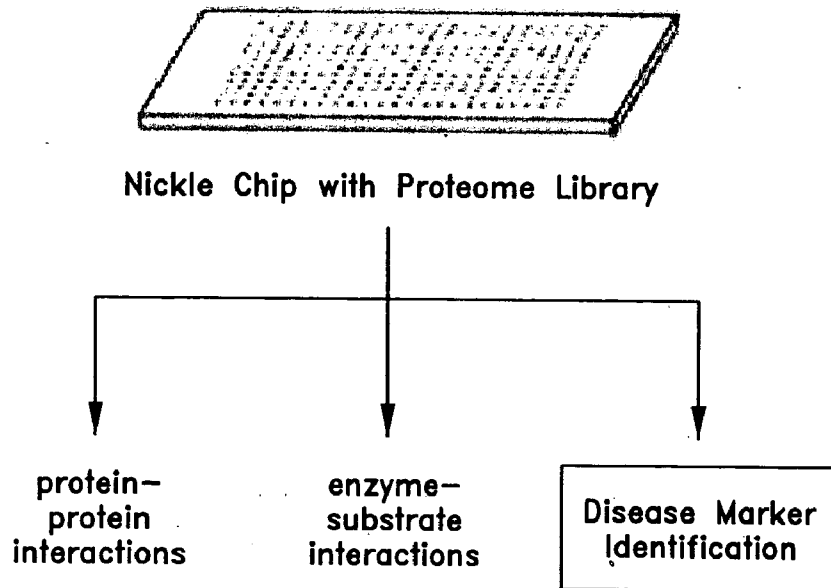 Nickle Chip with Proteome Library
protein–
protein
interactions
enzyme–
substrate
interactions
Disease Marker
Identification